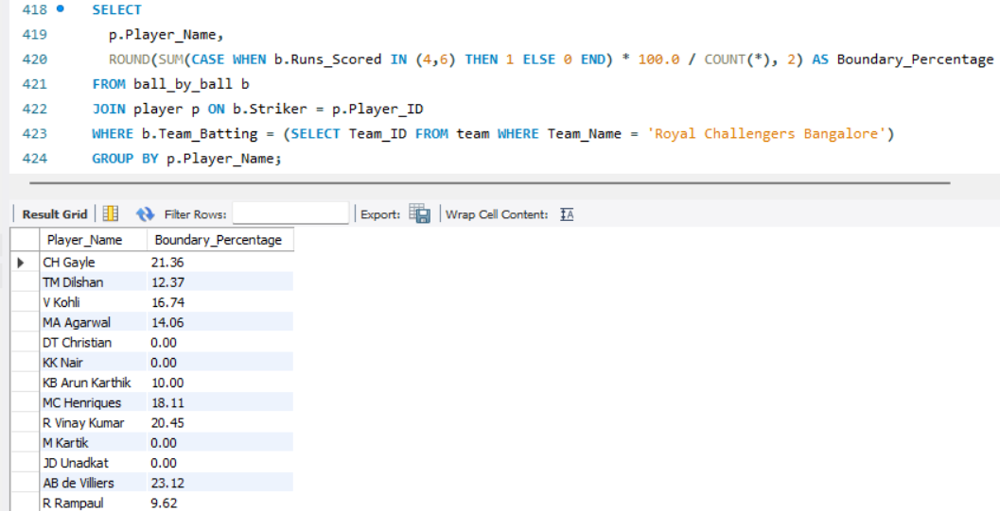 418 SELECT
419 p.Player_Name,
420 ROUND(SUM(CASE WHEN b.Runs_Scored IN (4,6) THEN 1 ELSE 0 END) * 100.0 / COUNT(*), 2) AS Boundary_Percentage
421 FROM ball_by_ball b
422 JOIN player p ON b.Striker = p.Player_ID
423 WHERE b.Team_Batting = (SELECT Team_ID FROM team WHERE Team_Name = 'Royal Challengers Bangalore')
424 GROUP BY p.Player_Name;
Result Grid Filter Rows: Export: Wrap Cell Content: IA
Player_Name Boundary_Percentage
CH Gayle 21.36
TM Dilshan 12.37
V Kohli 16.74
MA Agarwal 14.06
DT Christian 0.00
KK Nair 0.00
KB Arun Karthik 10.00
MC Henriques 18.11
R Vinay Kumar 20.45
M Kartik 0.00
JD Unadkat 0.00
AB de Villiers 23.12
R Rampaul 9.62